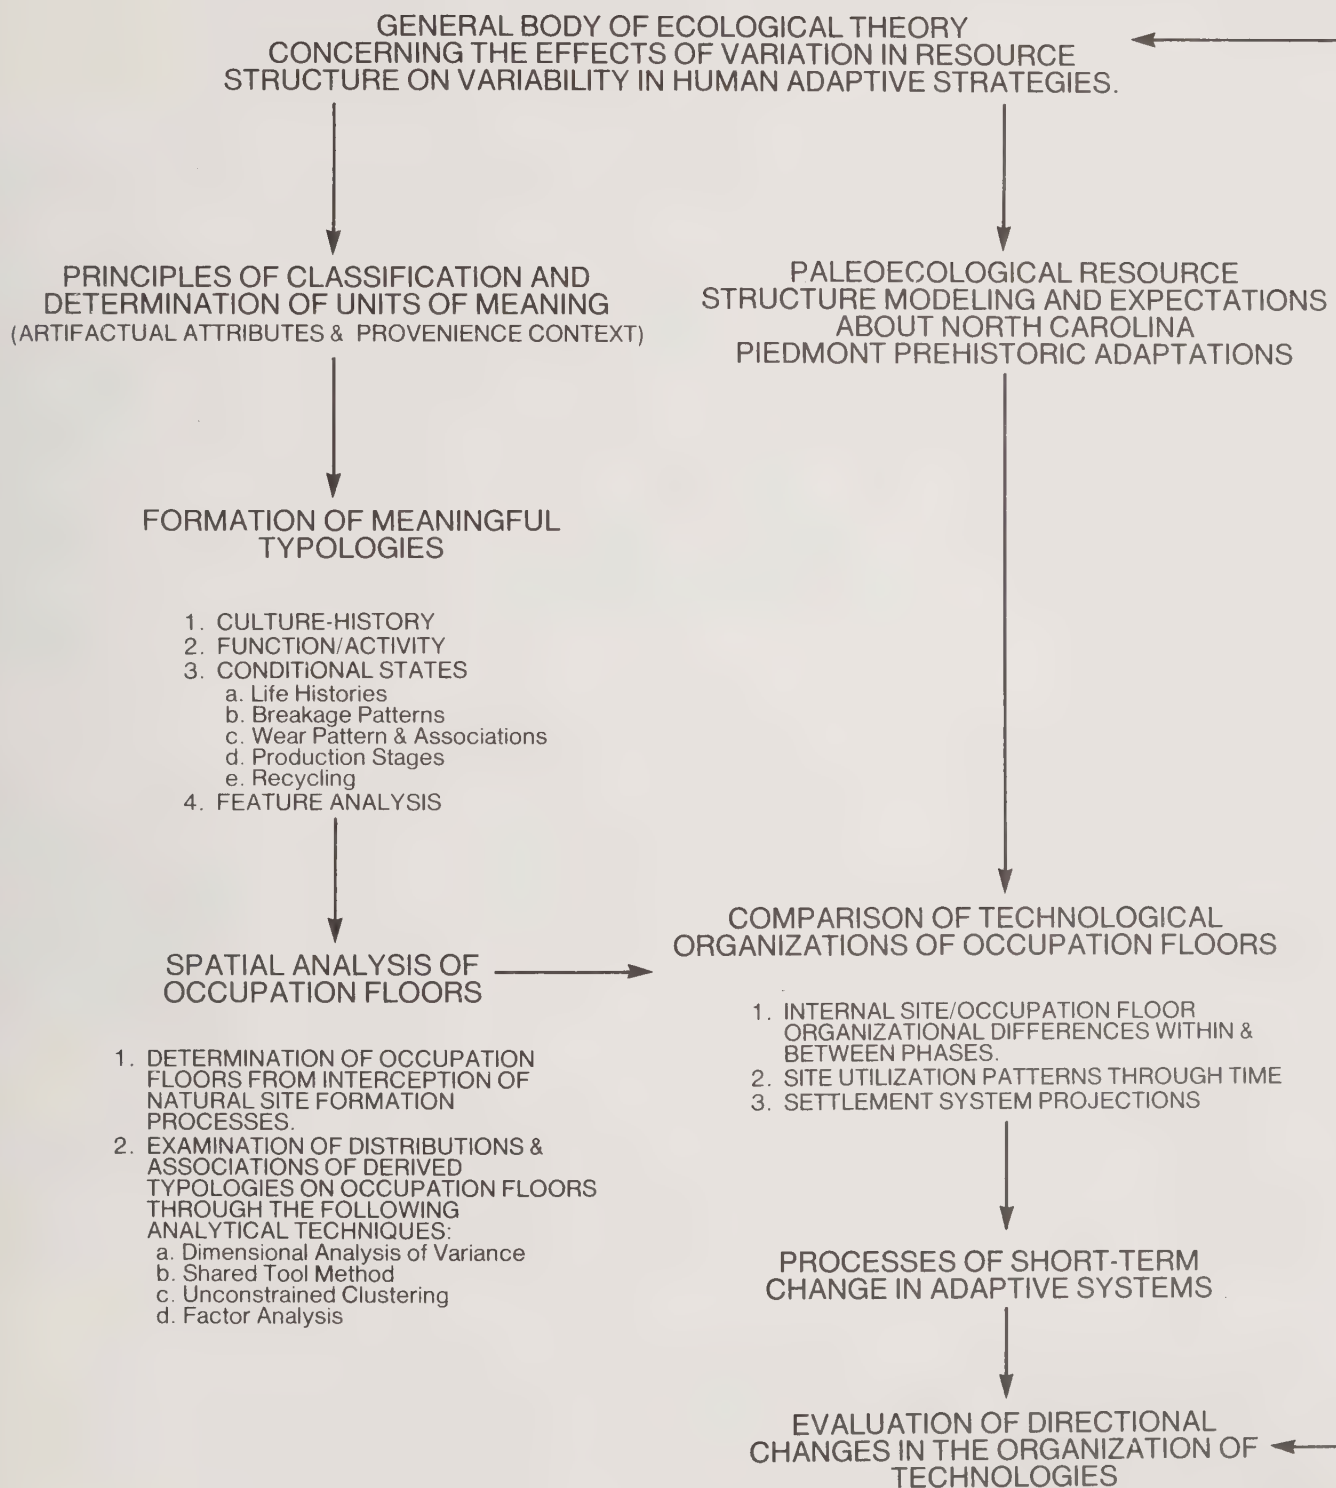 GENERAL BODY OF ECOLOGICAL THEORY
CONCERNING THE EFFECTS OF VARIATION IN RESOURCE
STRUCTURE ON VARIABILITY IN HUMAN ADAPTIVE STRATEGIES.
PRINCIPLES OF CLASSIFICATION AND
DETERMINATION OF UNITS OF MEANING
(ARTIFACTUAL ATTRIBUTES & PROVENIENCE CONTEXT)
PALEOECOLOGICAL RESOURCE
STRUCTURE MODELING AND EXPECTATIONS
ABOUT NORTH CAROLINA
PIEDMONT PREHISTORIC ADAPTATIONS
FORMATION OF MEANINGFUL
TYPOLOGIES
1. CULTURE-HISTORY
2. FUNCTION/ACTIVITY
3. CONDITIONAL STATES
a. Life Histories
b. Breakage Patterns
c. Wear Pattern & Associations
d. Production Stages
e. Recycling
4. FEATURE ANALYSIS
SPATIAL ANALYSIS OF
OCCUPATION FLOORS
1. DETERMINATION OF OCCUPATION
FLOORS FROM INTERCEPTION OF
NATURAL SITE FORMATION
PROCESSES.
2. EXAMINATION OF DISTRIBUTIONS &
ASSOCIATIONS OF DERIVED
TYPOLOGIES ON OCCUPATION FLOORS
THROUGH THE FOLLOWING
ANALYTICAL TECHNIQUES:
a. Dimensional Analysis of Variance
b. Shared Tool Method
c. Unconstrained Clustering
d. Factor Analysis
COMPARISON OF TECHNOLOGICAL
ORGANIZATIONS OF OCCUPATION FLOORS
1. INTERNAL SITE/OCCUPATION FLOOR
ORGANIZATIONAL DIFFERENCES WITHIN &
BETWEEN PHASES.
2. SITE UTILIZATION PATTERNS THROUGH TIME
3. SETTLEMENT SYSTEM PROJECTIONS
PROCESSES OF SHORT-TERM
CHANGE IN ADAPTIVE SYSTEMS
EVALUATION OF DIRECTIONAL
CHANGES IN THE ORGANIZATION OF
TECHNOLOGIES